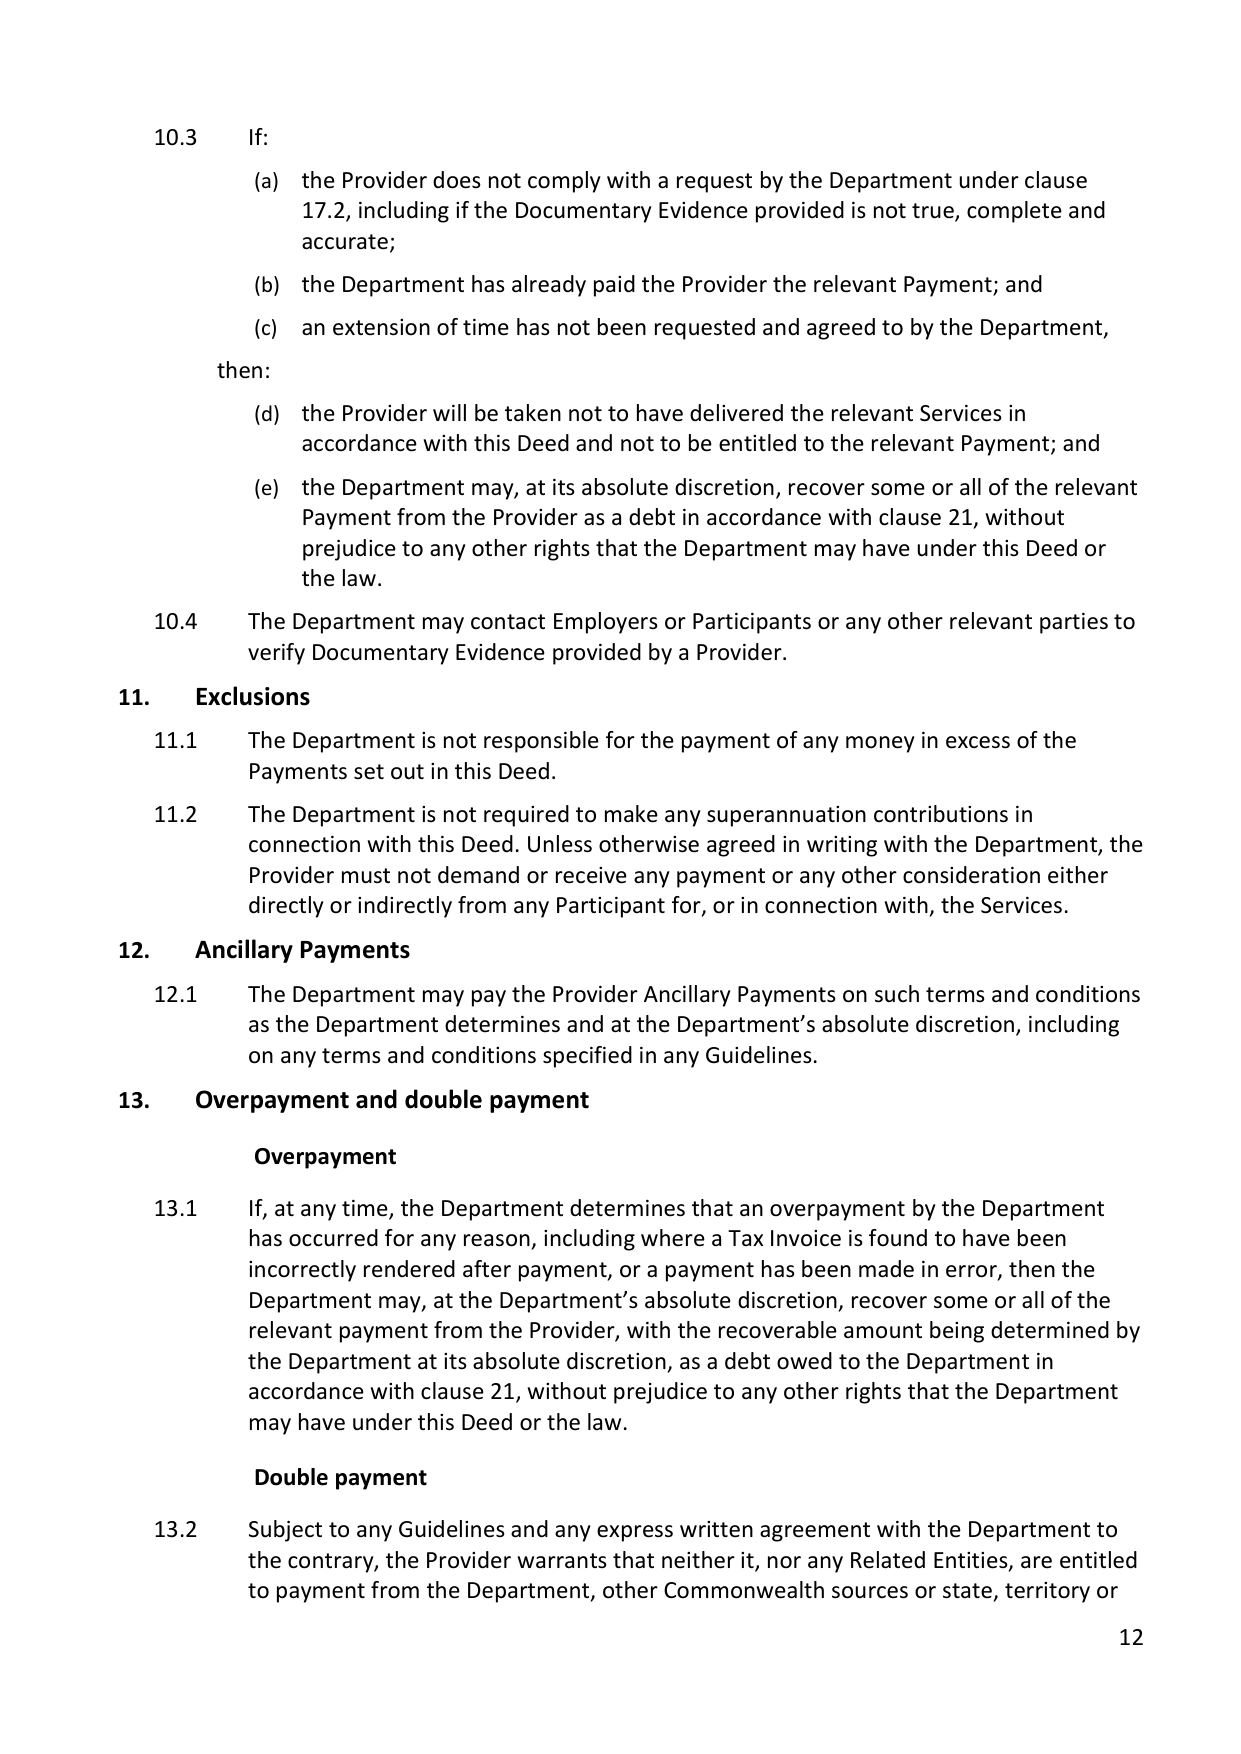 10.3 If:
(a) the Provider does not comply with a request by the Department under clause
17.2, including if the Documentary Evidence provided is not true, complete and
accurate;
(b) the Department has already paid the Provider the relevant Payment; and
(c) an extension of time has not been requested and agreed to by the Department,
then:
(d) the Provider will be taken not to have delivered the relevant Services in
accordance with this Deed and not to be entitled to the relevant Payment; and
(e) the Department may, at its absolute discretion, recover some or all of the relevant
Payment from the Provider as a debt in accordance with clause 21, without
prejudice to any other rights that the Department may have under this Deed or
the law.
10.4 The Department may contact Employers or Participants or any other relevant parties to
verify Documentary Evidence provided by a Provider.
11. Exclusions
11.1 The Department is not responsible for the payment of any money in excess of the
Payments set out in this Deed.
11.2 The Department is not required to make any superannuation contributions in
connection with this Deed. Unless otherwise agreed in writing with the Department, the
Provider must not demand or receive any payment or any other consideration either
directly or indirectly from any Participant for, or in connection with, the Services.
12. Ancillary Payments
12.1 The Department may pay the Provider Ancillary Payments on such terms and conditions
as the Department determines and at the Department’s absolute discretion, including
on any terms and conditions specified in any Guidelines.
13. Overpayment and double payment
Overpayment
13.1 If, at any time, the Department determines that an overpayment by the Department
has occurred for any reason, including where a Tax Invoice is found to have been
incorrectly rendered after payment, or a payment has been made in error, then the
Department may, at the Department’s absolute discretion, recover some or all of the
relevant payment from the Provider, with the recoverable amount being determined by
the Department at its absolute discretion, as a debt owed to the Department in
accordance with clause 21, without prejudice to any other rights that the Department
may have under this Deed or the law.
Double payment
13.2 Subject to any Guidelines and any express written agreement with the Department to
the contrary, the Provider warrants that neither it, nor any Related Entities, are entitled
to payment from the Department, other Commonwealth sources or state, territory or
12